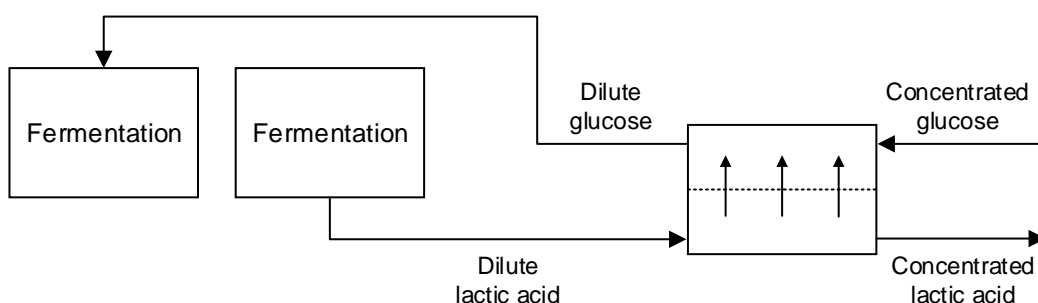 Fermentation
Fermentation
Dilute
glucose
Concentrated
glucose
Dilute
lactic acid
Concentrated
lactic acid